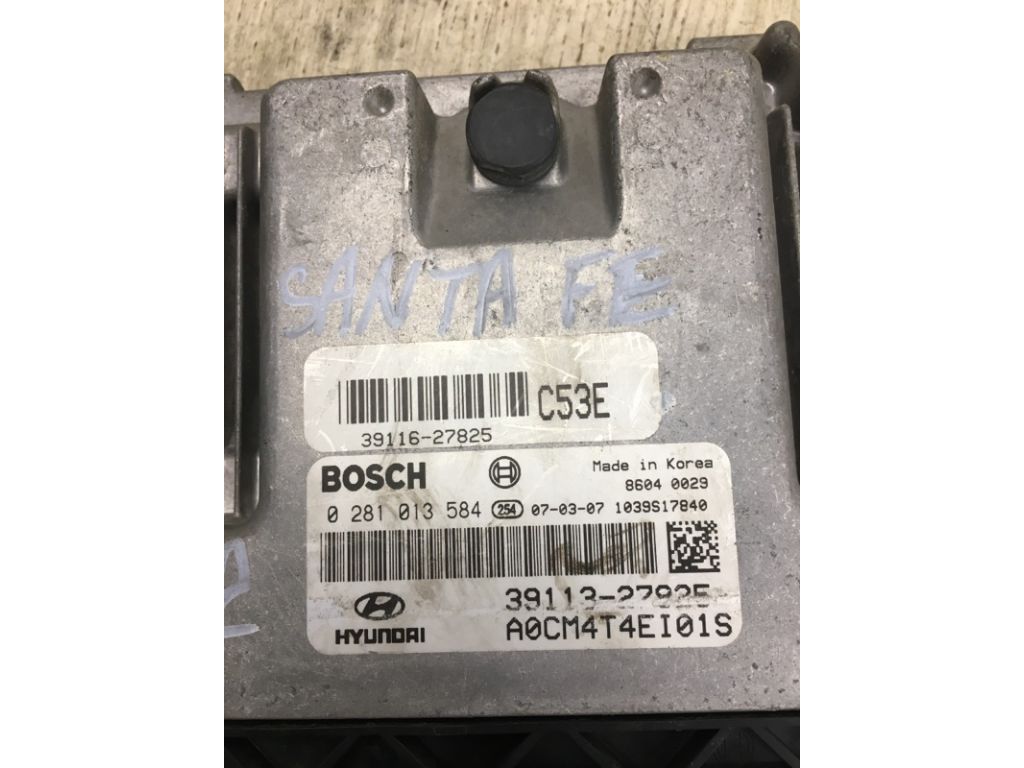 SANTA FE
C53E
39116-27825
BOSCH
Made in Korea
8604 0029
0 281 013 584 254 07-03-07 1039S17840
39113-27825
HYUNDAI
A0CM4T4EI01S